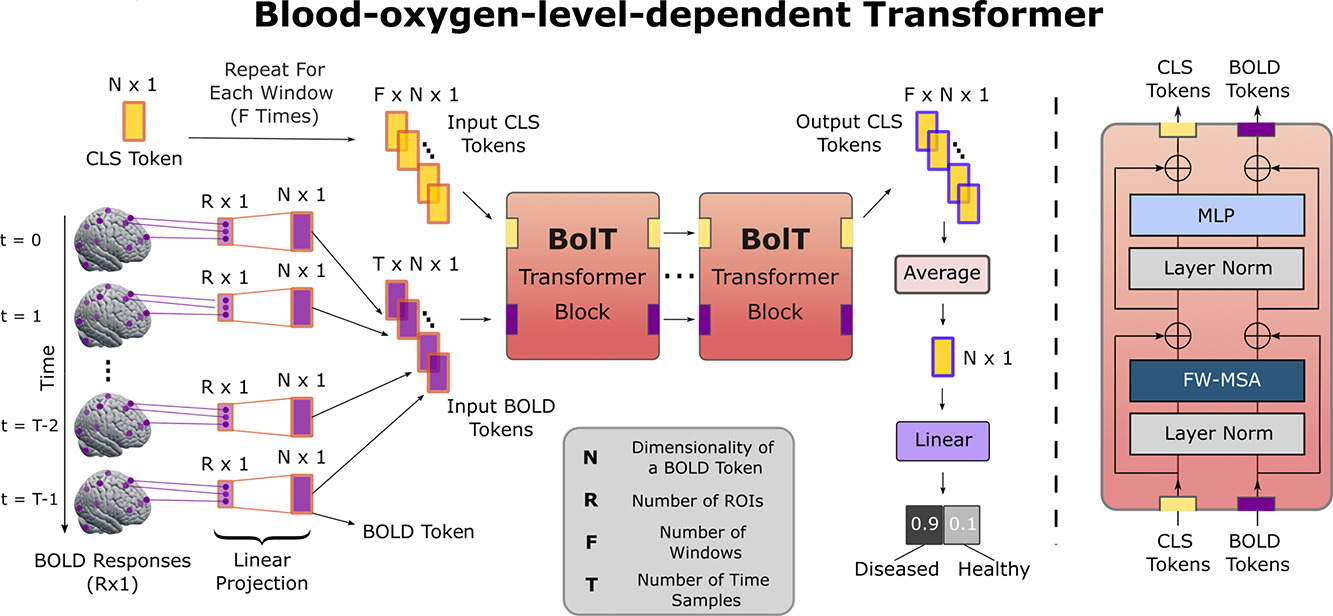 Blood-oxygen-level-dependent Transformer
N x 1
CLS Token
Repeat For
Each Window
(F Times)
F x N x 1
Input CLS
Tokens
Time
t = 0
R x 1
N x 1
t = 1
R x 1
N x 1
t = T-2
R x 1
N x 1
t = T-1
R x 1
N x 1
BOLD Responses
(Rx1)
Linear
Projection
BOLD Token
T x N x 1
Input BOLD
Tokens
BolT
Transformer
Block
BolT
Transformer
Block
Output CLS
Tokens
F x N x 1
Average
N x 1
Linear
0.9
0.1
Diseased
Healthy
N
Dimensionality of
a BOLD Token
R
Number of ROIs
F
Number of
Windows
T
Number of Time
Samples
CLS
Tokens
BOLD
Tokens
MLP
Layer Norm
FW-MSA
Layer Norm
CLS
Tokens
BOLD
Tokens